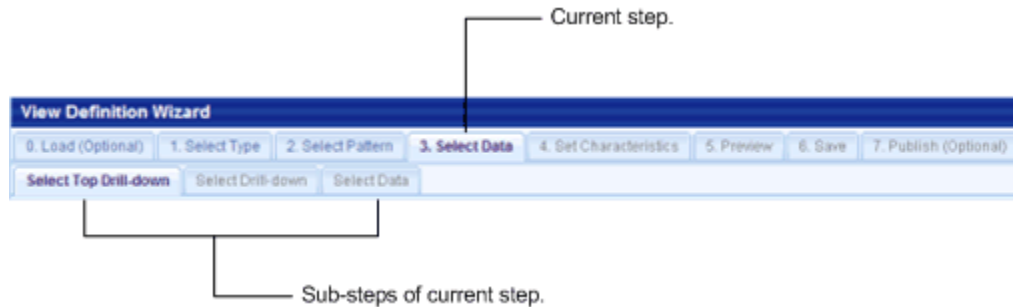 Current step.
View Definition Wizard
0. Load (Optional) 1. Select Type 2. Select Pattern 3. Select Data 4. Set Characteristics 5. Preview 6. Save 7. Publish (Optional)
Select Top Drill-down Select Drill-down Select Data
Sub-steps of current step.